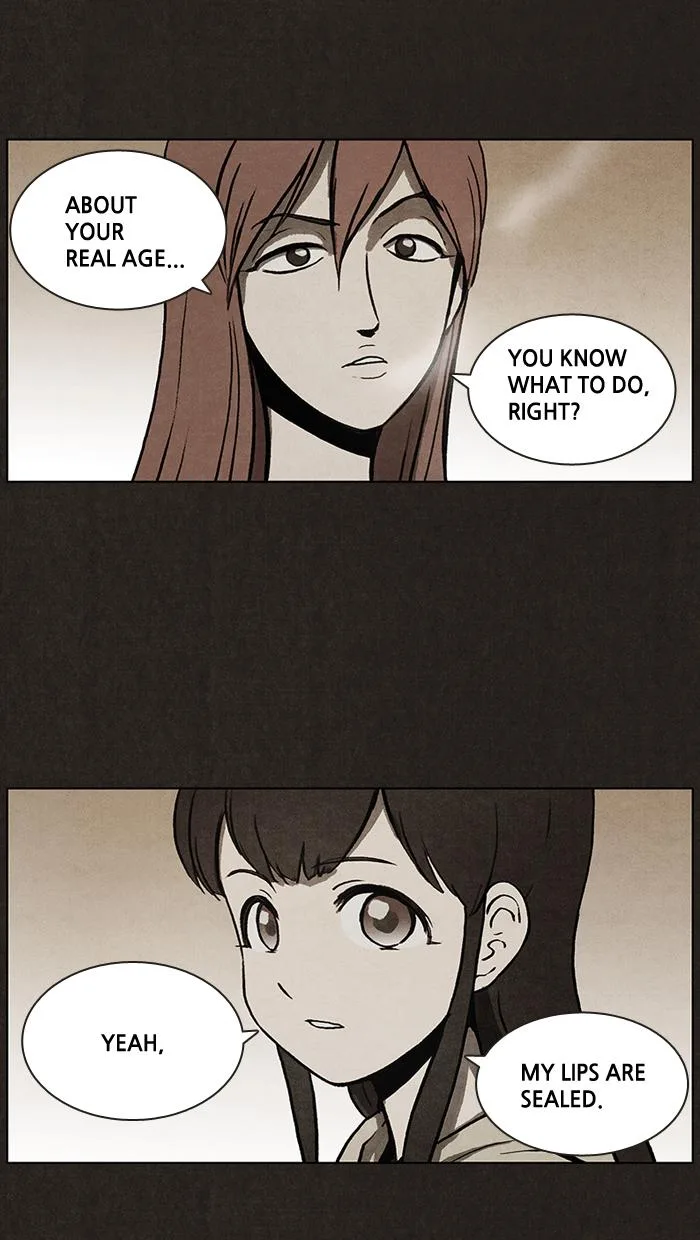 ABOUT
YOUR
REAL AGE...
YOU KNOW
WHAT TO DO,
RIGHT?
YEAH,
MY LIPS ARE
SEALED.